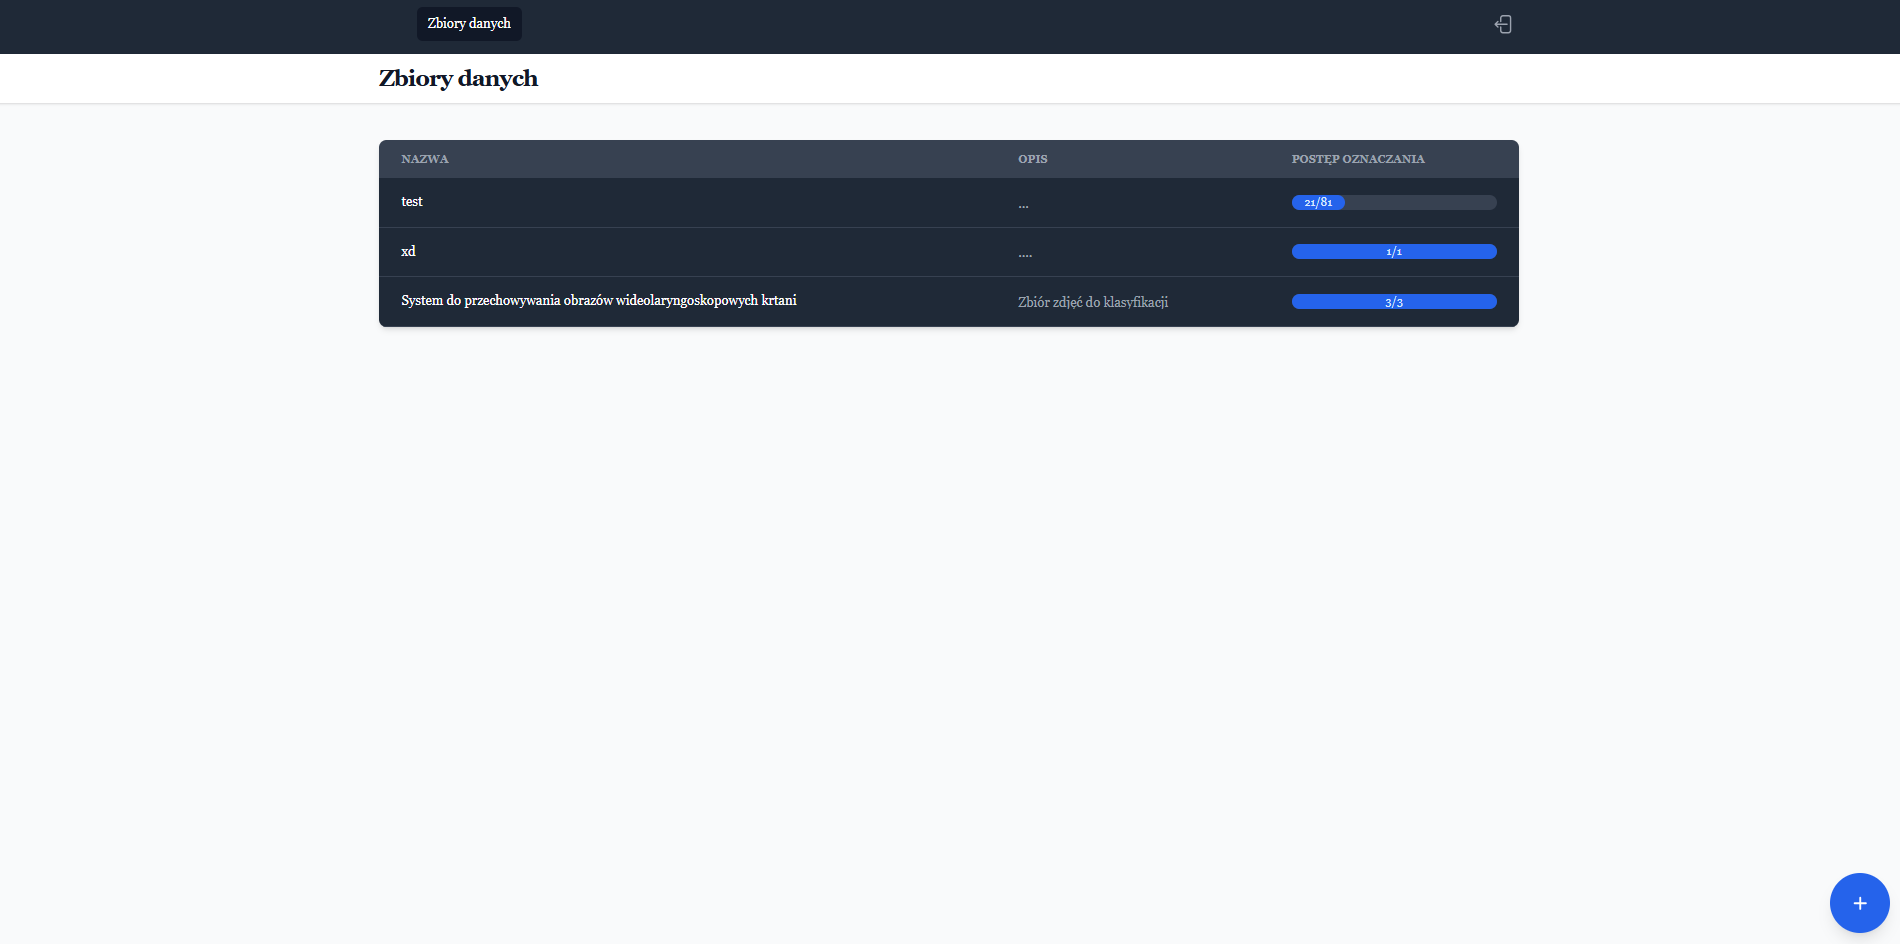 Zbiory danych
Zbiory danych
NAZWA OPIS POSTĘP OZNACZANIA
test ... 21/81
xd .... 1/1
System do przechowywania obrazów wideolaryngoskopowych krtani Zbiór zdjęć do klasyfikacji 3/3
+